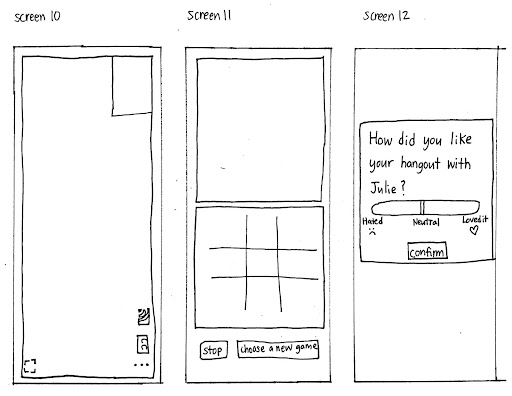 screen 10
screen 11
screen 12
How did you like
your hangout with
Julie?
Hated
Neutral
Loved it
confirm
stop
choose a new game